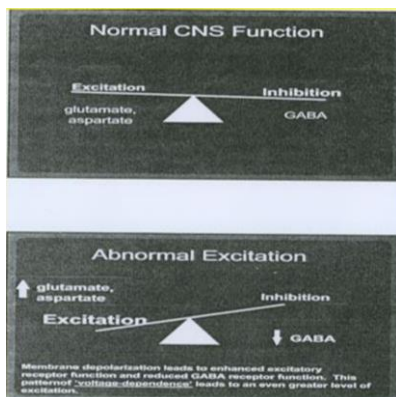 Normal CNS Function
Excitation
Inhibition
glutamate,
aspartate
GABA
Abnormal Excitation
glutamate,
aspartate
Inhibition
Excitation
GABA
Membrane depolarization leads to enhanced excitatory
receptor function and reduced GABA receptor function. This
patternof 'voltage-dependence' leads to an even greater level of
excitation.